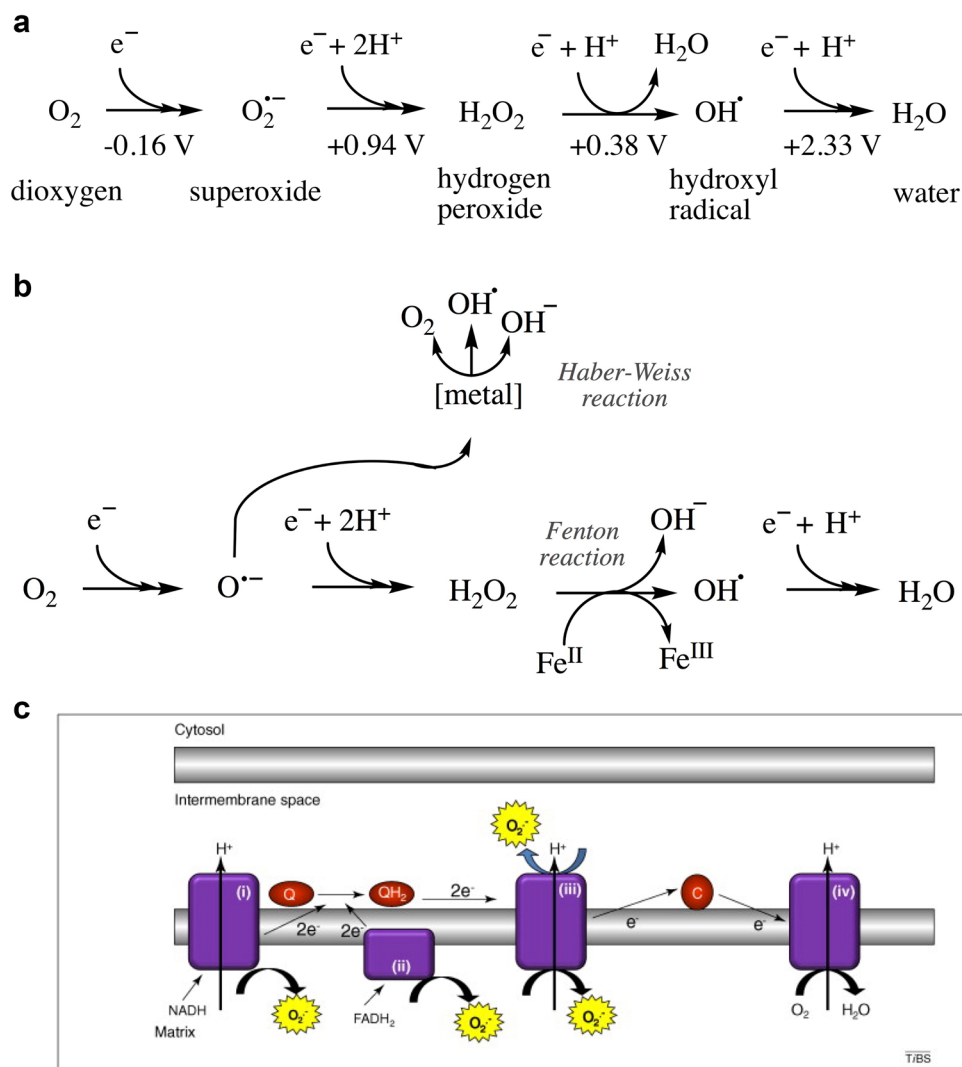 a
e⁻ e⁻ + 2H⁺ e⁻ + H⁺ H₂O e⁻ + H⁺
O₂ O₂•⁻ H₂O₂ OH• H₂O
-0.16 V +0.94 V +0.38 V +2.33 V
dioxygen superoxide hydrogen peroxide hydroxyl radical water
b
O₂ OH• OH⁻
[metal]
Haber-Weiss
reaction
e⁻ e⁻ + 2H⁺ Fenton reaction OH⁻ e⁻ + H⁺
O₂ O•⁻ H₂O₂ OH• H₂O
Feᴵᴵ Feᴵᴵᴵ
c
Cytosol
Intermembrane space
O₂•⁻
H⁺ H⁺ H⁺
(i) Q QH₂ 2e⁻ (iii) C (iv)
2e⁻ 2e⁻ e⁻ e⁻
(ii)
NADH O₂•⁻ FADH₂ O₂•⁻ O₂•⁻ O₂ H₂O
Matrix
TiBS